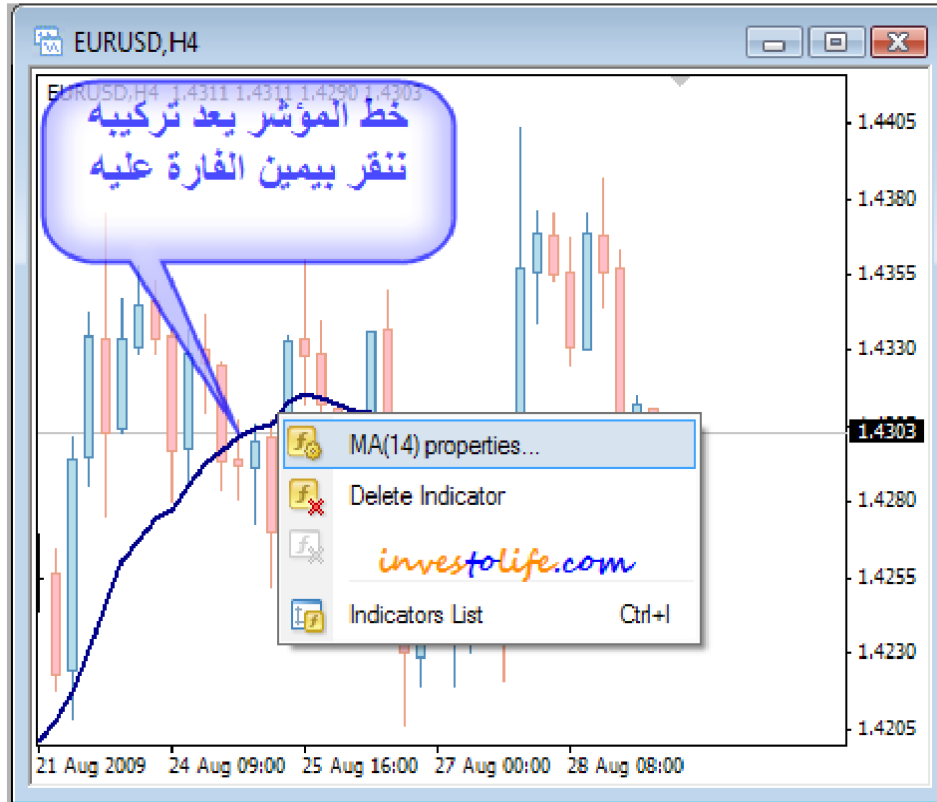 EURUSD,H4
EURUSD,H4 1.4311 1.4311 1.4290 1.4303
خط المؤشر يعد تركيبه
ننقر بيمين الفارة عليه
1.4405
1.4380
1.4355
1.4330
1.4303
1.4280
1.4255
1.4230
1.4205
MA(14) properties...
Delete Indicator
investolife.com
Indicators List Ctrl+I
21 Aug 2009 24 Aug 09:00 25 Aug 16:00 27 Aug 00:00 28 Aug 08:00